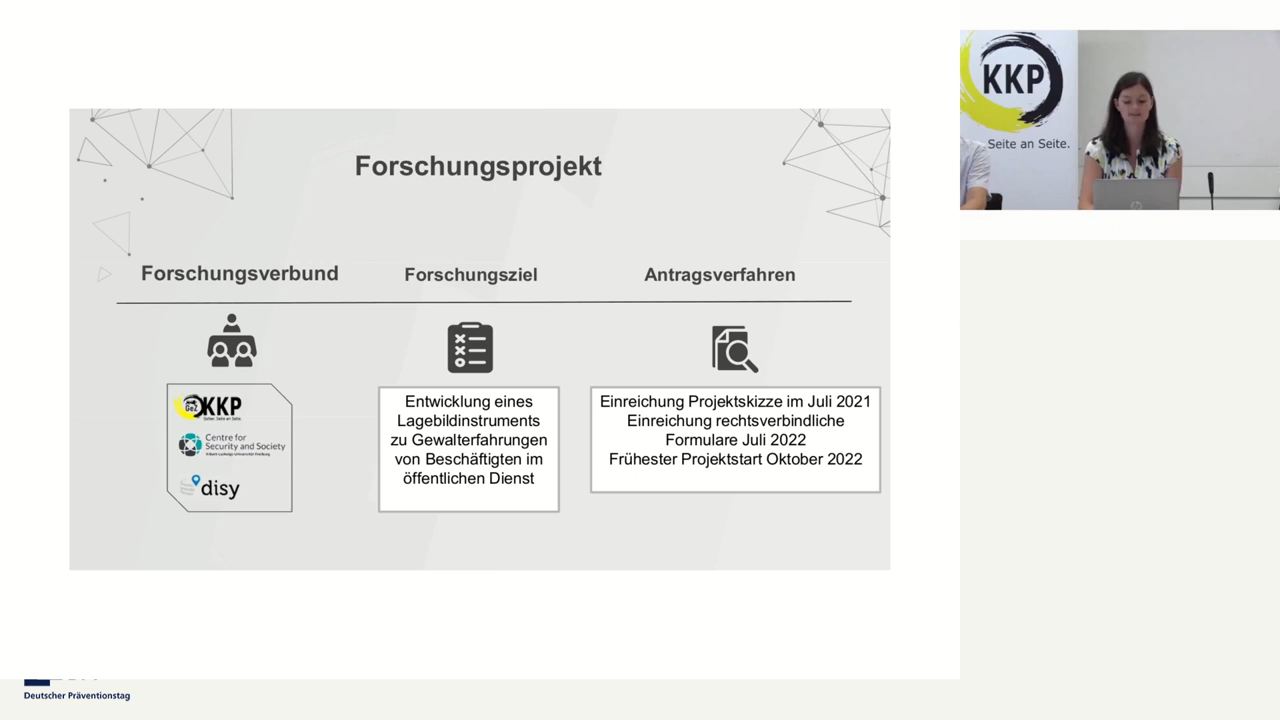 Forschungsprojekt
Forschungsverbund
Forschungsziel
Antragsverfahren
GeZ KKP
Centre for
Security and Society
disy
Entwicklung eines
Lagebildinstruments
zu Gewalterfahrungen
von Beschäftigten im
öffentlichen Dienst
Einreichung Projektskizze im Juli 2021
Einreichung rechtsverbindliche
Formulare Juli 2022
Frühester Projektstart Oktober 2022
KKP
Seite an Seite.
hp
Deutscher Präventionstag